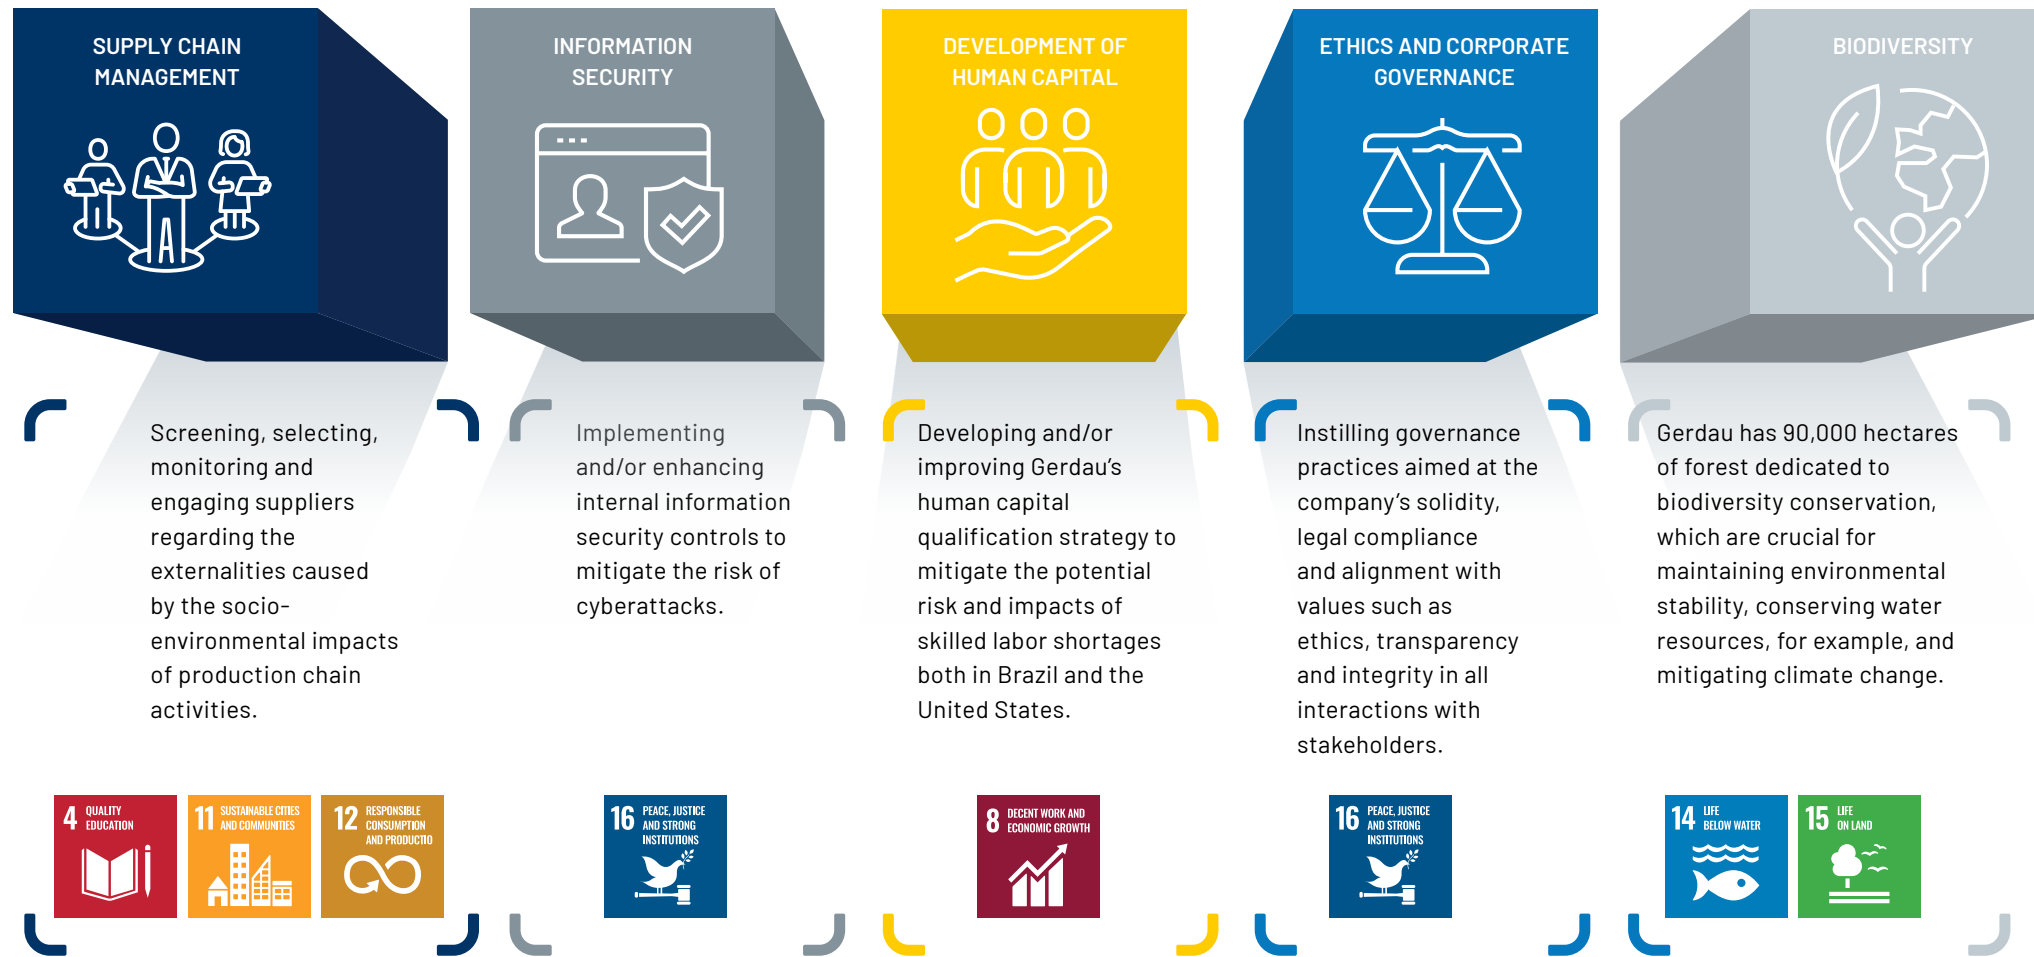 SUPPLY CHAIN
MANAGEMENT
INFORMATION
SECURITY
DEVELOPMENT OF
HUMAN CAPITAL
ETHICS AND CORPORATE
GOVERNANCE
BIODIVERSITY
Screening, selecting,
monitoring and
engaging suppliers
regarding the
externalities caused
by the socio-
environmental impacts
of production chain
activities.
Implementing
and/or enhancing
internal information
security controls to
mitigate the risk of
cyberattacks.
Developing and/or
improving Gerdau’s
human capital
qualification strategy to
mitigate the potential
risk and impacts of
skilled labor shortages
both in Brazil and the
United States.
Instilling governance
practices aimed at the
company’s solidity,
legal compliance
and alignment with
values such as
ethics, transparency
and integrity in all
interactions with
stakeholders.
Gerdau has 90,000 hectares
of forest dedicated to
biodiversity conservation,
which are crucial for
maintaining environmental
stability, conserving water
resources, for example, and
mitigating climate change.
4 QUALITY
EDUCATION
11 SUSTAINABLE CITIES
AND COMMUNITIES
12 RESPONSIBLE
CONSUMPTION
AND PRODUCTIO
16 PEACE, JUSTICE
AND STRONG
INSTITUTIONS
8 DECENT WORK AND
ECONOMIC GROWTH
16 PEACE, JUSTICE
AND STRONG
INSTITUTIONS
14 LIFE
BELOW WATER
15 LIFE
ON LAND